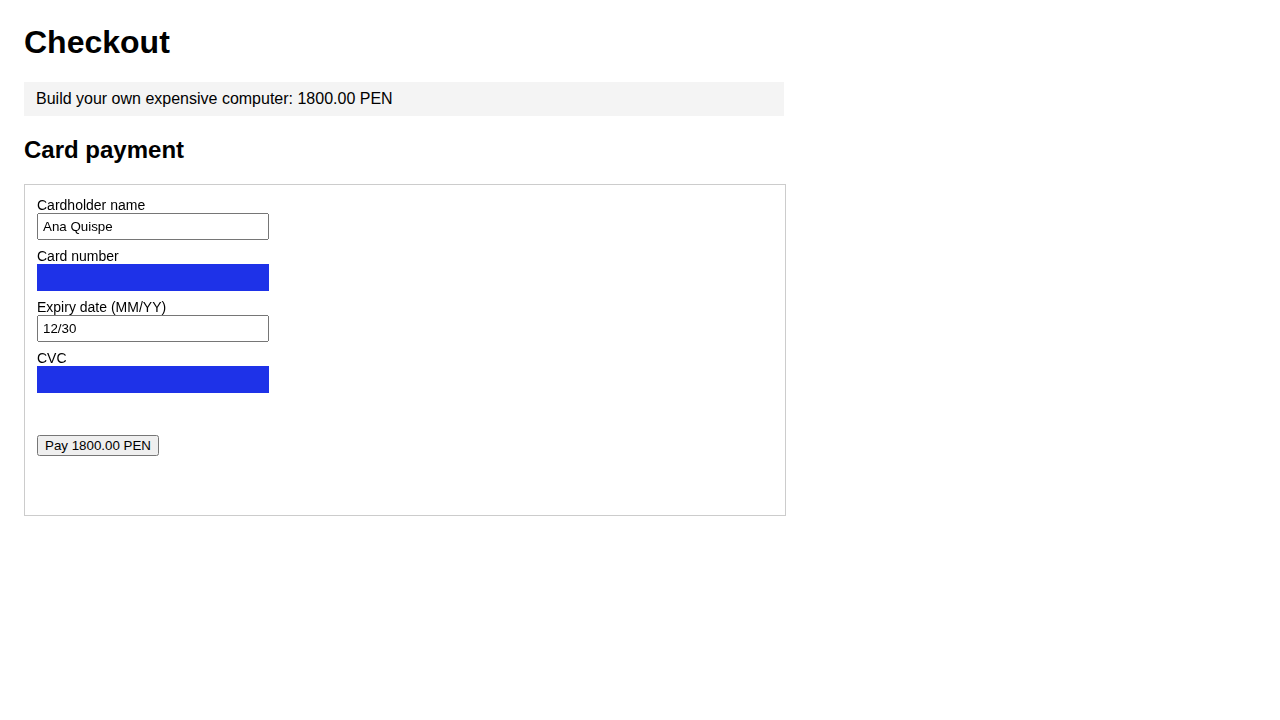 Checkout
Build your own expensive computer: 1800.00 PEN
Card payment
Cardholder name
Ana Quispe
Card number
Expiry date (MM/YY)
12/30
CVC
Pay 1800.00 PEN